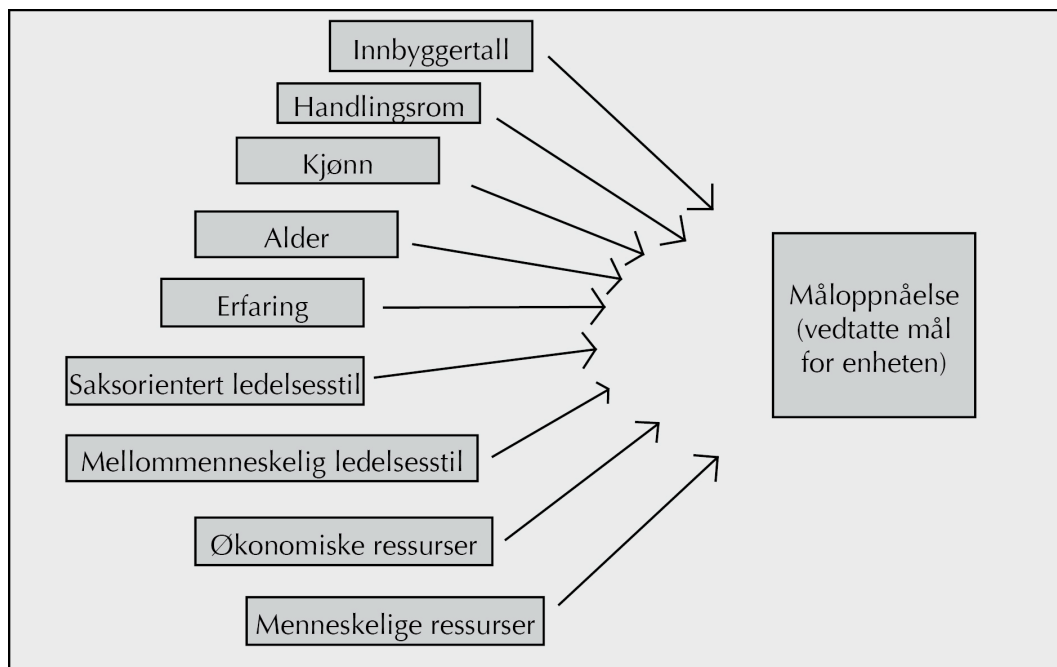 Innbyggertall
Handlingsrom
Kjønn
Alder
Erfaring
Saksorientert ledelsesstil
Mellommenneskelig ledelsesstil
Økonomiske ressurser
Menneskelige ressurser
Måloppnåelse
(vedtatte mål
for enheten)